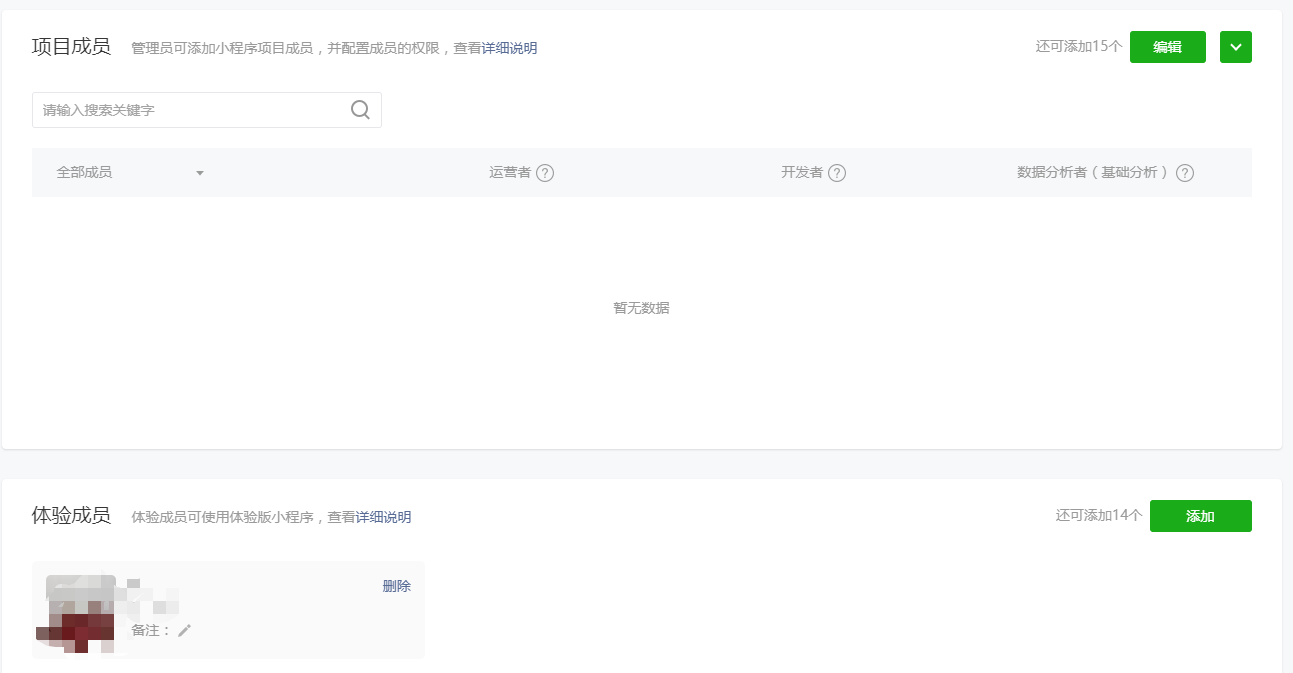 项目成员 管理员可添加小程序项目成员，并配置成员的权限，查看详细说明 还可添加15个 编辑
请输入搜索关键字
全部成员 运营者 ? 开发者 ? 数据分析者（基础分析） ?
暂无数据
体验成员 体验成员可使用体验版小程序，查看详细说明 还可添加14个 添加
删除
备注：